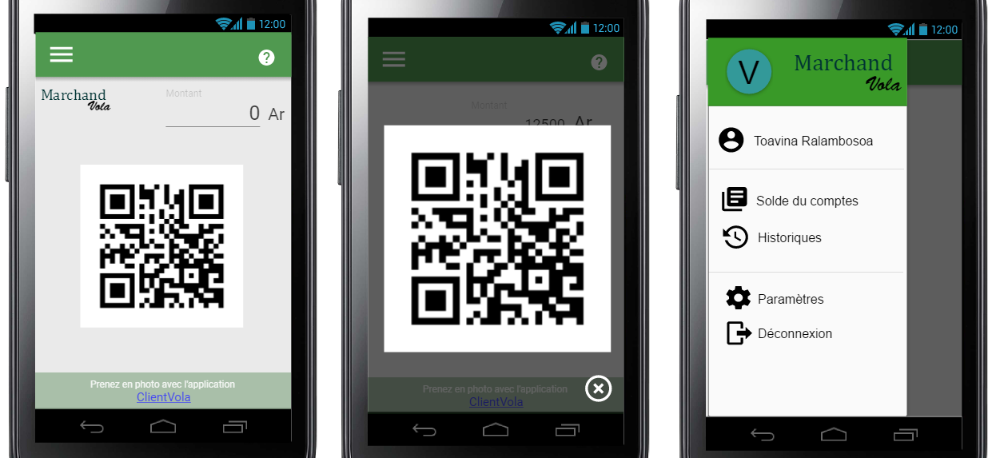 12:00
Marchand
Vola
Montant
0 Ar
Prenez en photo avec l'application
ClientVola
12:00
Montant
12500 Ar
Prenez en photo avec l'application
ClientVola
12:00
V
Marchand
Vola
Toavina Ralambosoa
Solde du comptes
Historiques
Paramètres
Déconnexion